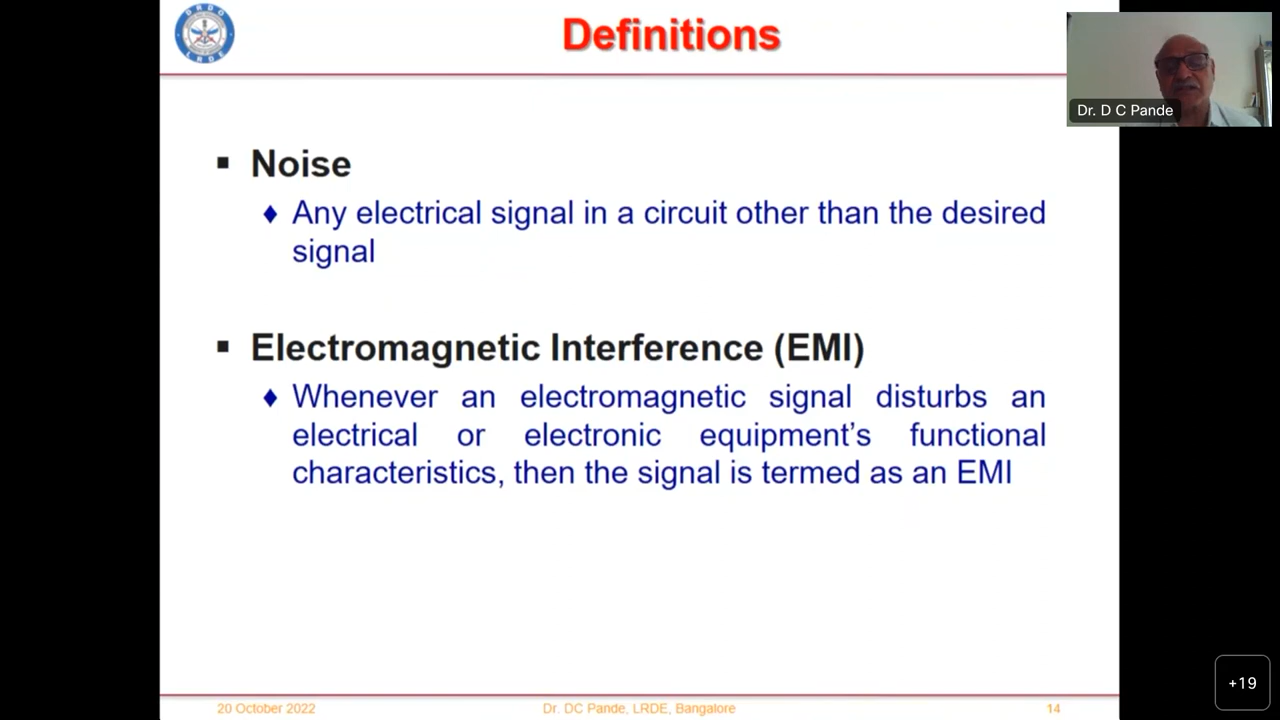 DRDO
LRDE
Definitions
Dr. D C Pande
▪ Noise
♦ Any electrical signal in a circuit other than the desired
signal
▪ Electromagnetic Interference (EMI)
♦ Whenever an electromagnetic signal disturbs an
electrical or electronic equipment’s functional
characteristics, then the signal is termed as an EMI
+19
20 October 2022
Dr. DC Pande, LRDE, Bangalore
14